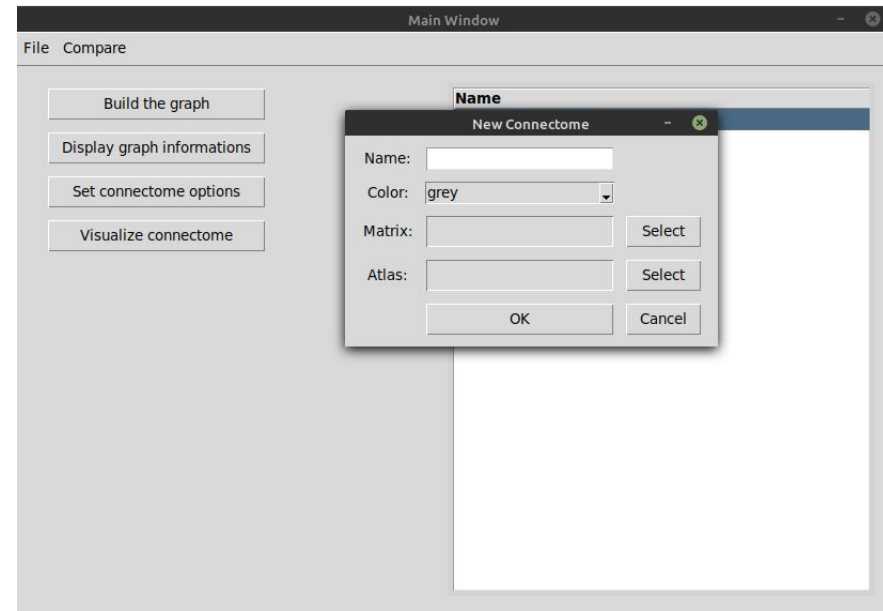 Main Window
File Compare
Build the graph
Display graph informations
Set connectome options
Visualize connectome
Name
New Connectome
Name:
Color: grey
Matrix: Select
Atlas: Select
OK Cancel